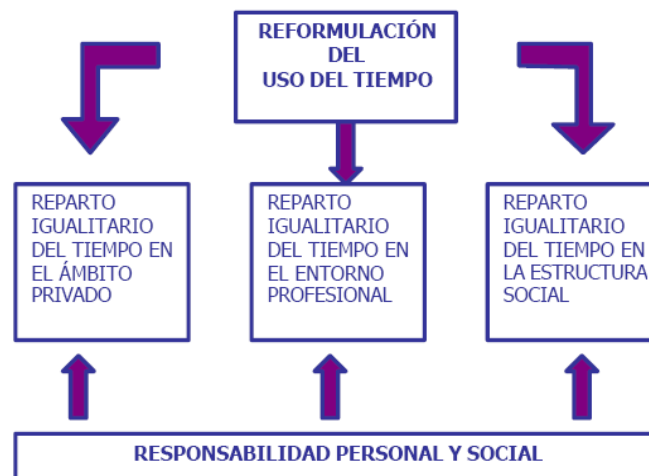 REFORMULACIÓN
DEL
USO DEL TIEMPO
REPARTO
IGUALITARIO
DEL TIEMPO EN
EL ÁMBITO
PRIVADO
REPARTO
IGUALITARIO
DEL TIEMPO EN
EL ENTORNO
PROFESIONAL
REPARTO
IGUALITARIO
DEL TIEMPO EN
LA ESTRUCTURA
SOCIAL
RESPONSABILIDAD PERSONAL Y SOCIAL